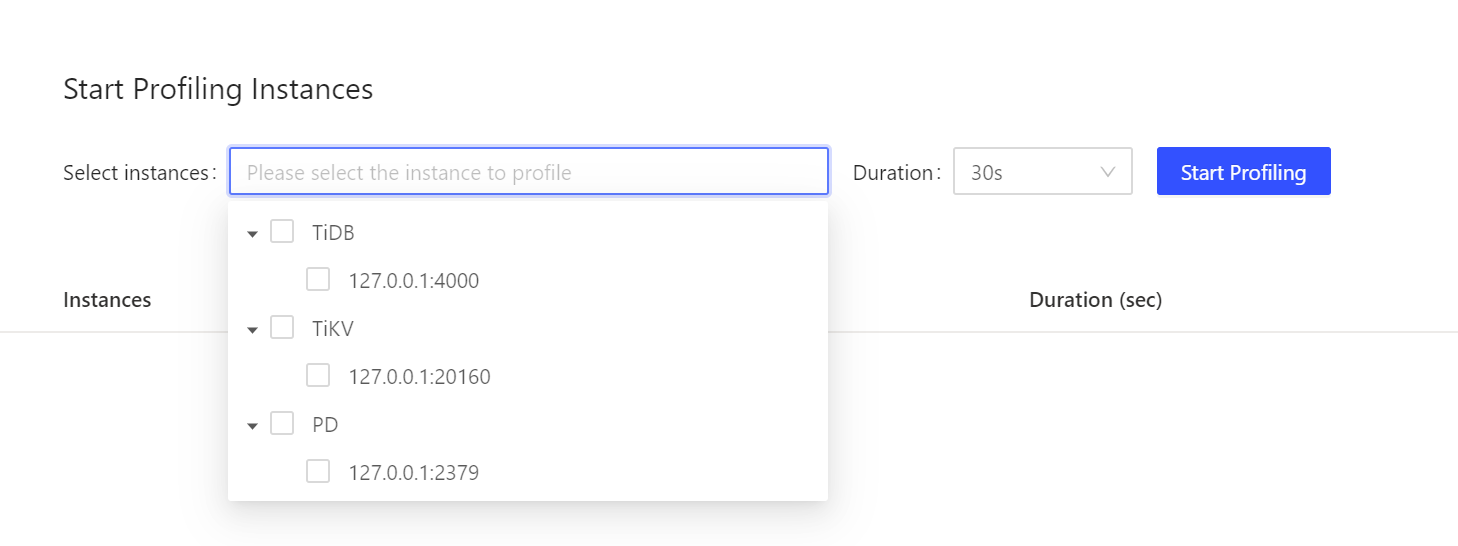 Start Profiling Instances
Select instances: Please select the instance to profile Duration: 30s Start Profiling
TiDB
127.0.0.1:4000
Instances Duration (sec)
TiKV
127.0.0.1:20160
PD
127.0.0.1:2379